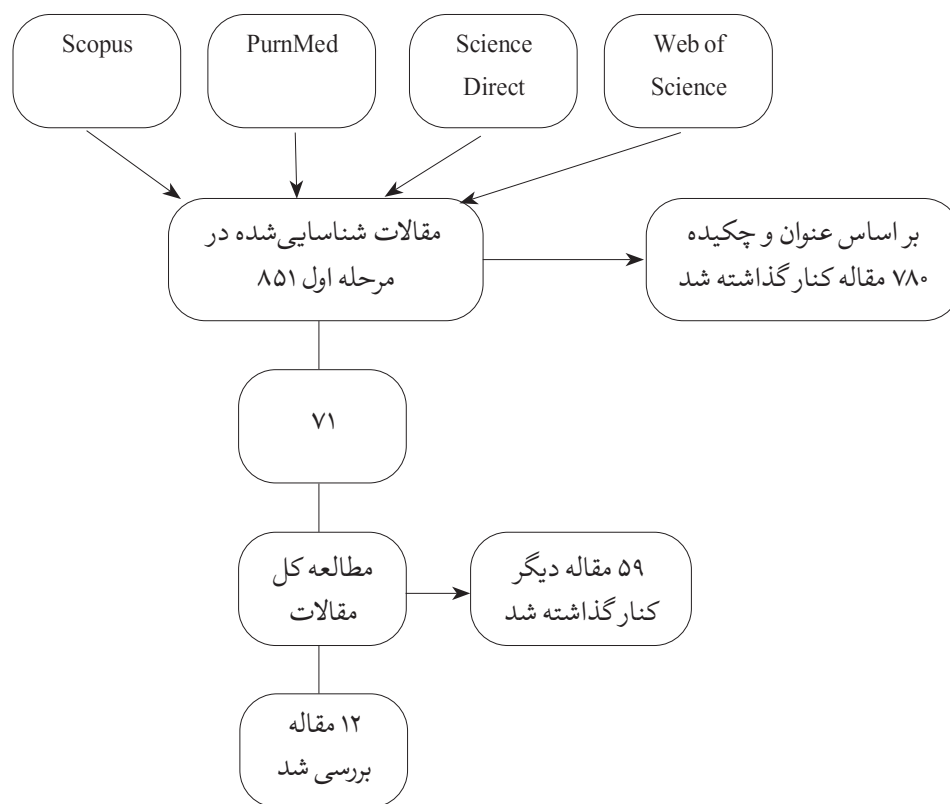 Scopus
PurnMed
Science
Direct
Web of
Science
مقالات شناسایی‌شده در
مرحله اول ۸۵۱
بر اساس عنوان و چکیده
۷۸۰ مقاله کنار گذاشته شد
۷۱
مطالعه کل
مقالات
۵۹ مقاله دیگر
کنار گذاشته شد
۱۲ مقاله
بررسی شد